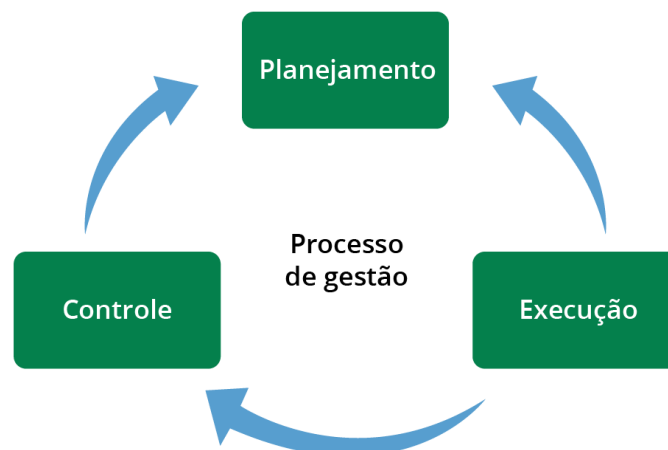 Planejamento
Processo
de gestão
Controle
Execução